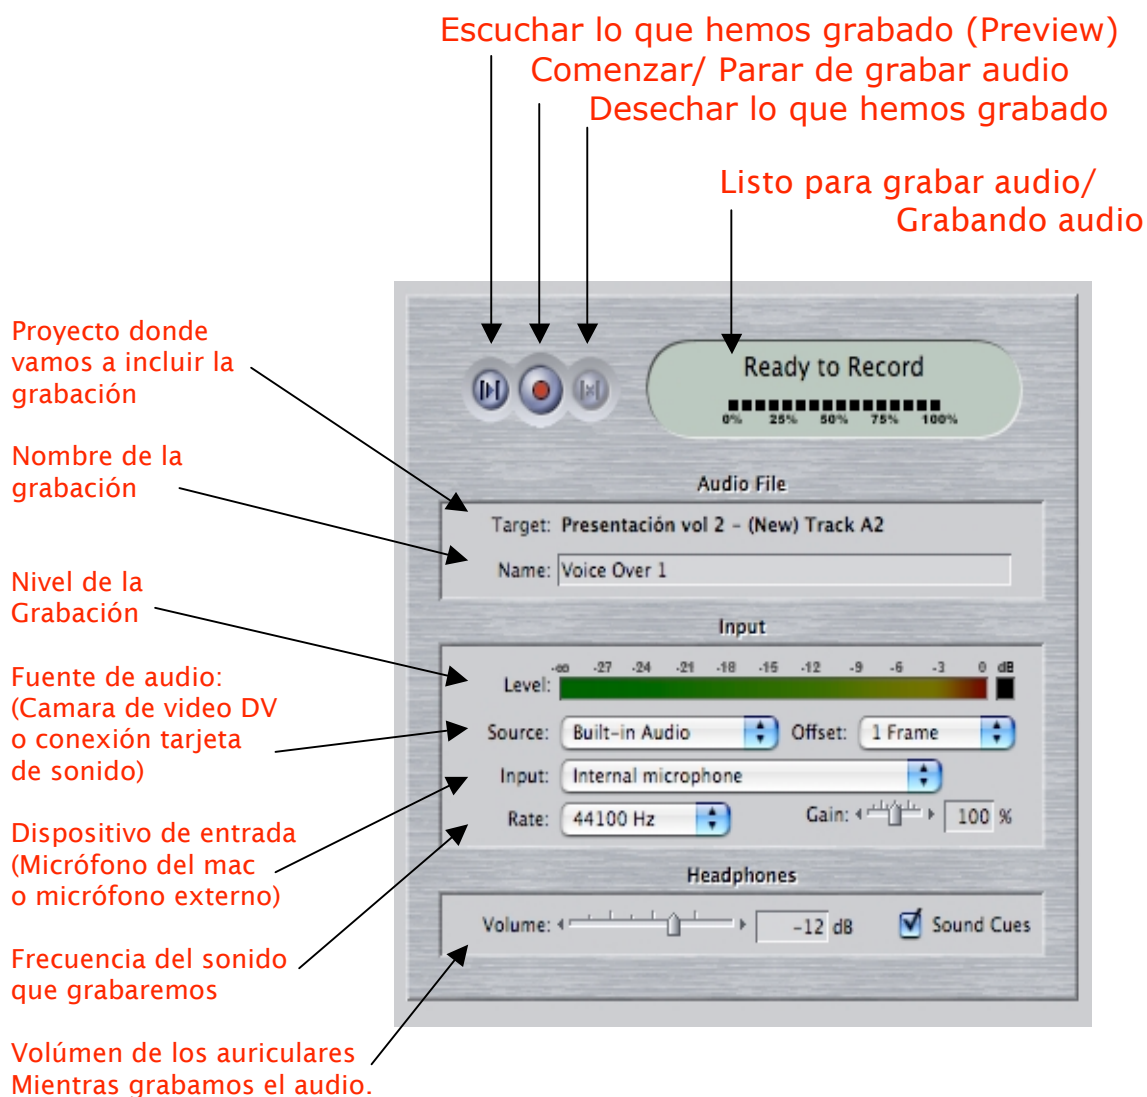 Escuchar lo que hemos grabado (Preview)
Comenzar/ Parar de grabar audio
Desechar lo que hemos grabado
Listo para grabar audio/
Grabando audio
Proyecto donde
vamos a incluir la
grabación
Nombre de la
grabación
Nivel de la
Grabación
Fuente de audio:
(Camara de video DV
o conexión tarjeta
de sonido)
Dispositivo de entrada
(Micrófono del mac
o micrófono externo)
Frecuencia del sonido
que grabaremos
Volúmen de los auriculares
Mientras grabamos el audio.
Ready to Record
0% 25% 50% 75% 100%
Audio File
Target: Presentación vol 2 – (New) Track A2
Name: Voice Over 1
Input
-∞ -27 -24 -21 -18 -15 -12 -9 -6 -3 0 dB
Level:
Source: Built-in Audio Offset: 1 Frame
Input: Internal microphone
Rate: 44100 Hz Gain: 100 %
Headphones
Volume: -12 dB Sound Cues